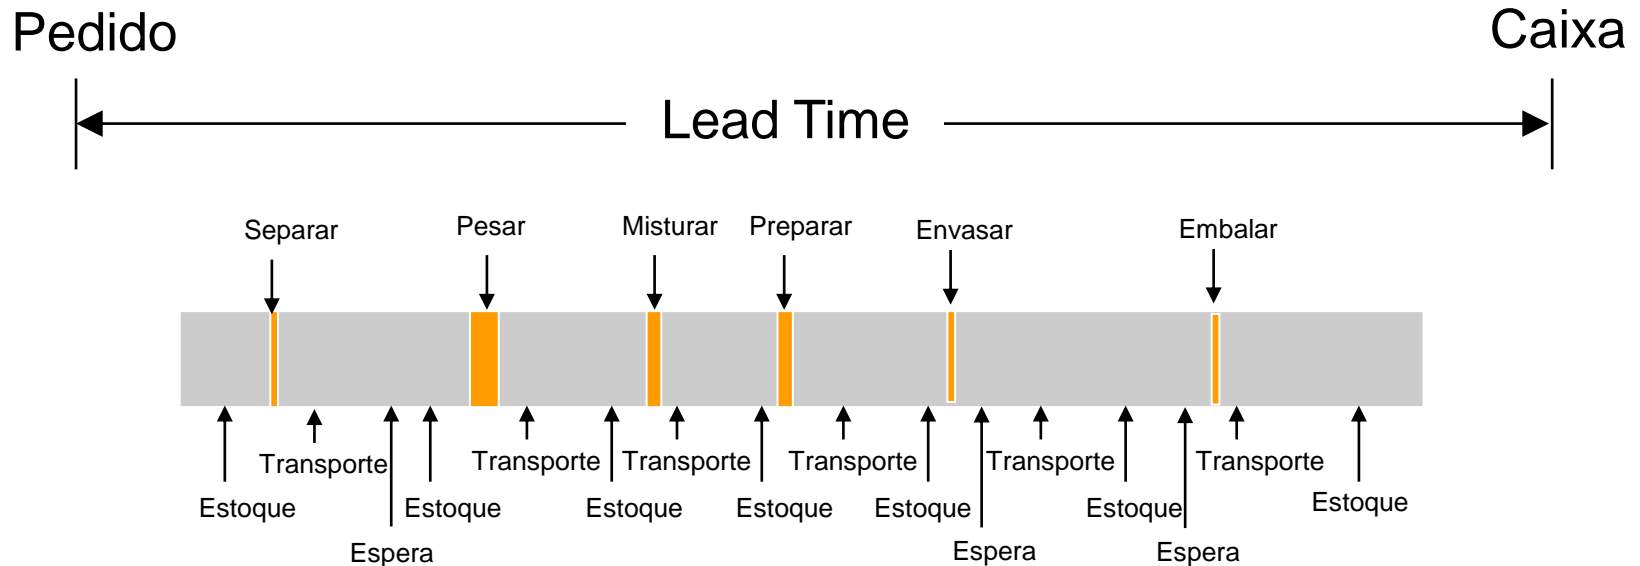 Pedido
Caixa
Lead Time
Separar
Pesar
Misturar
Preparar
Envasar
Embalar
Transporte
Transporte
Transporte
Transporte
Transporte
Transporte
Estoque
Estoque
Estoque
Estoque
Estoque
Estoque
Estoque
Espera
Espera
Espera